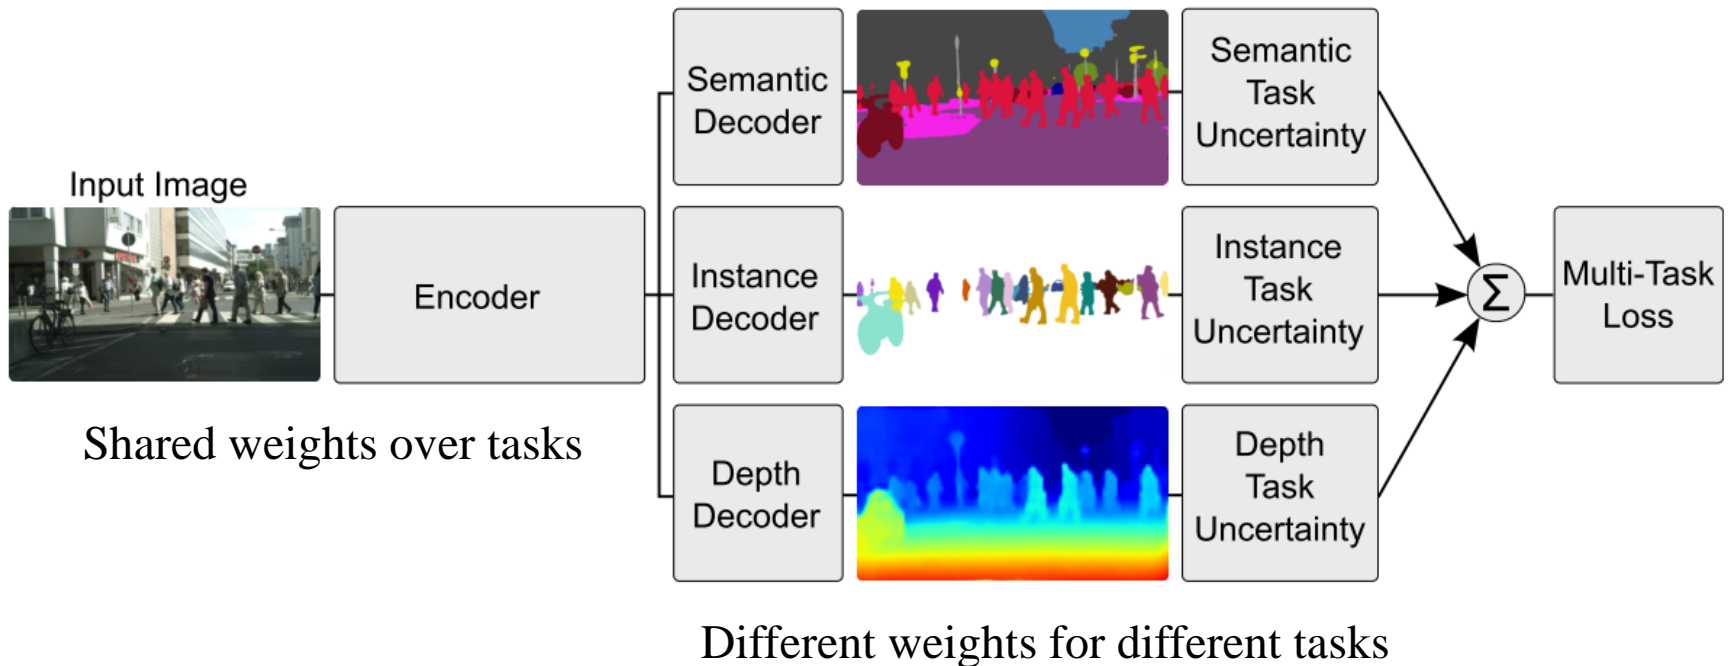 Input Image
Encoder
Shared weights over tasks
Semantic
Decoder
Instance
Decoder
Depth
Decoder
Semantic
Task
Uncertainty
Instance
Task
Uncertainty
Depth
Task
Uncertainty
Σ
Multi-Task
Loss
Different weights for different tasks